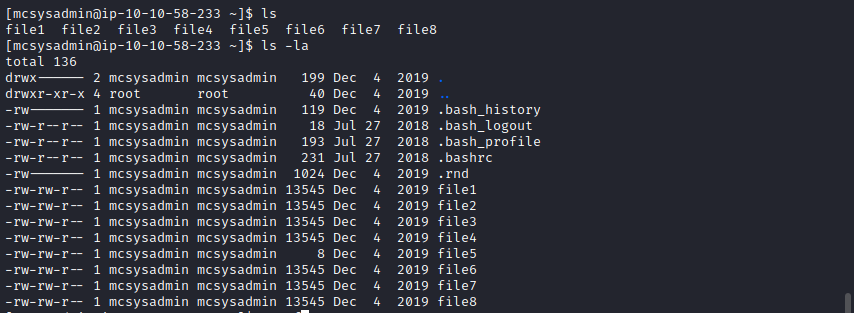 [mcsysadmin@ip-10-10-58-233 ~]$ ls
file1  file2  file3  file4  file5  file6  file7  file8
[mcsysadmin@ip-10-10-58-233 ~]$ ls -la
total 136
drwx------ 2 mcsysadmin mcsysadmin   199 Dec  4  2019 .
drwxr-xr-x 4 root       root          40 Dec  4  2019 ..
-rw------- 1 mcsysadmin mcsysadmin   119 Dec  4  2019 .bash_history
-rw-r--r-- 1 mcsysadmin mcsysadmin    18 Jul 27  2018 .bash_logout
-rw-r--r-- 1 mcsysadmin mcsysadmin   193 Jul 27  2018 .bash_profile
-rw-r--r-- 1 mcsysadmin mcsysadmin   231 Jul 27  2018 .bashrc
-rw------- 1 mcsysadmin mcsysadmin  1024 Dec  4  2019 .rnd
-rw-rw-r-- 1 mcsysadmin mcsysadmin 13545 Dec  4  2019 file1
-rw-rw-r-- 1 mcsysadmin mcsysadmin 13545 Dec  4  2019 file2
-rw-rw-r-- 1 mcsysadmin mcsysadmin 13545 Dec  4  2019 file3
-rw-rw-r-- 1 mcsysadmin mcsysadmin 13545 Dec  4  2019 file4
-rw-rw-r-- 1 mcsysadmin mcsysadmin     8 Dec  4  2019 file5
-rw-rw-r-- 1 mcsysadmin mcsysadmin 13545 Dec  4  2019 file6
-rw-rw-r-- 1 mcsysadmin mcsysadmin 13545 Dec  4  2019 file7
-rw-rw-r-- 1 mcsysadmin mcsysadmin 13545 Dec  4  2019 file8